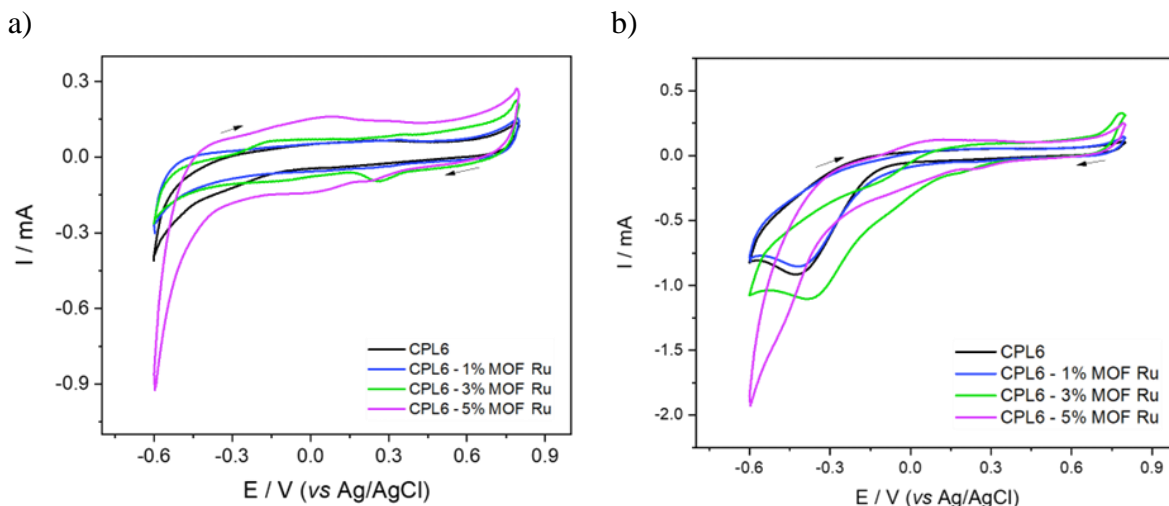 a)
b)
0.3
0.0
-0.3
-0.6
-0.9
I / mA
-0.6 -0.3 0.0 0.3 0.6 0.9
E / V (vs Ag/AgCl)
CPL6
CPL6 - 1% MOF Ru
CPL6 - 3% MOF Ru
CPL6 - 5% MOF Ru
0.5
0.0
-0.5
-1.0
-1.5
-2.0
I / mA
-0.6 -0.3 0.0 0.3 0.6 0.9
E / V (vs Ag/AgCl)
CPL6
CPL6 - 1% MOF Ru
CPL6 - 3% MOF Ru
CPL6 - 5% MOF Ru